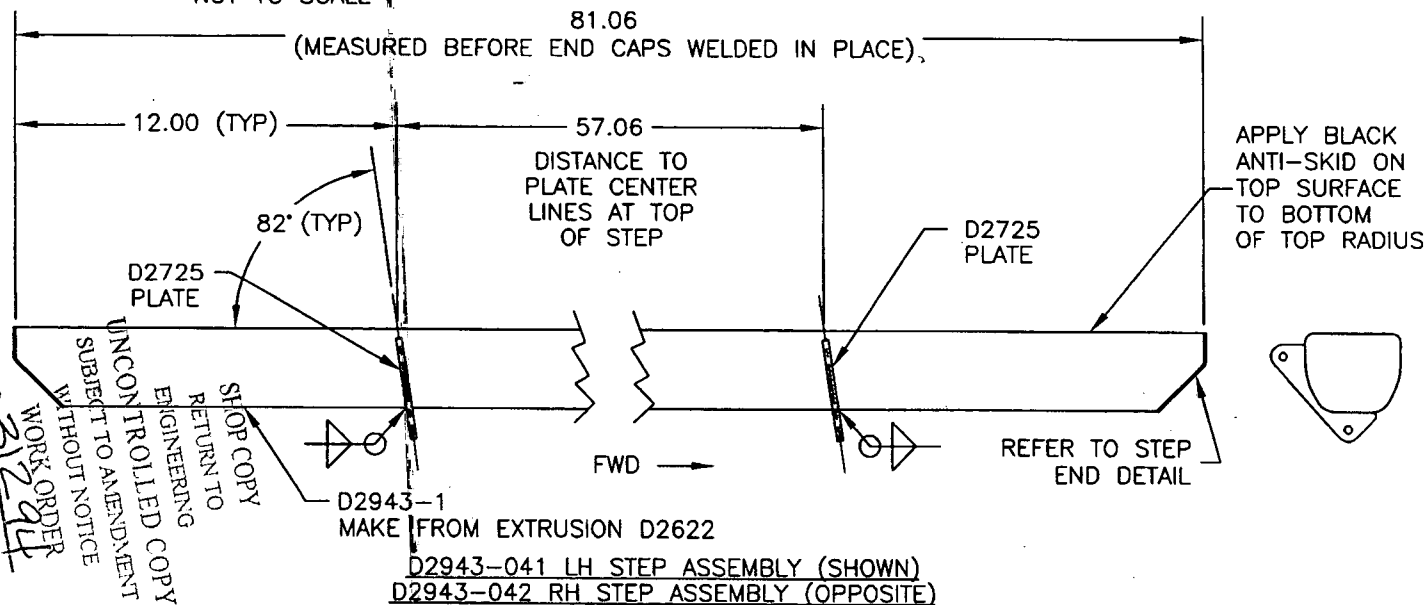 NOT TO SCALE
81.06
(MEASURED BEFORE END CAPS WELDED IN PLACE)
12.00 (TYP)
57.06
DISTANCE TO
PLATE CENTER
LINES AT TOP
OF STEP
APPLY BLACK
ANTI-SKID ON
TOP SURFACE
TO BOTTOM
OF TOP RADIUS
82° (TYP)
D2725
PLATE
D2725
PLATE
SHOP COPY
RETURN TO
ENGINEERING
UNCONTROLLED COPY
SUBJECT TO AMENDMENT
WITHOUT NOTICE
WORK ORDER
31294
FWD
REFER TO STEP
END DETAIL
D2943-1
MAKE FROM EXTRUSION D2622
D2943-041 LH STEP ASSEMBLY (SHOWN)
D2943-042 RH STEP ASSEMBLY (OPPOSITE)